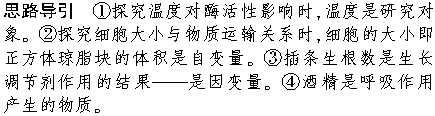 思路导引 ①探究温度对酶活性影响时,温度是研究对
象。②探究细胞大小与物质运输关系时,细胞的大小即
正方体琼脂块的体积是自变量。③插条生根数是生长
调节剂作用的结果——是因变量。④酒精是呼吸作用
产生的物质。